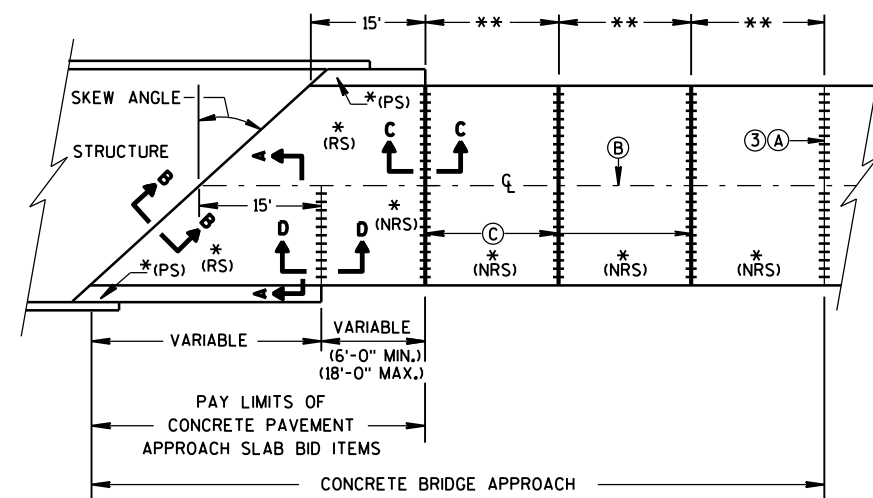 15' ** ** **
SKEW ANGLE
*(PS)
STRUCTURE
*
(RS)
C C
B
3 A
A
B
℄
15'
B
*
(NRS)
*
(RS)
D D
C
*(PS)
A
*
(NRS)
*
(NRS)
*
(NRS)
VARIABLE
VARIABLE
(6'-0" MIN.)
(18'-0" MAX.)
PAY LIMITS OF
CONCRETE PAVEMENT
APPROACH SLAB BID ITEMS
CONCRETE BRIDGE APPROACH